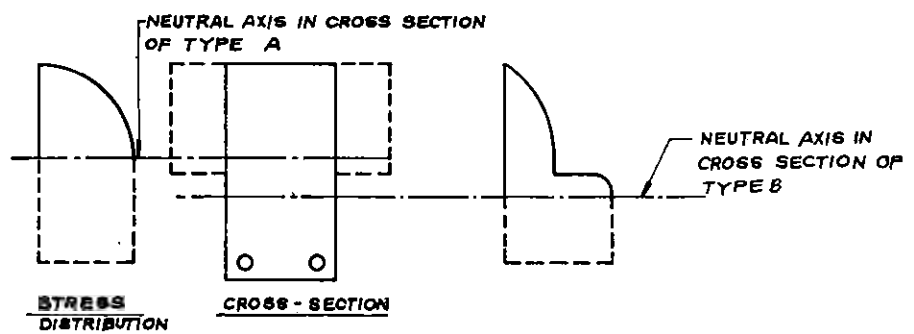 NEUTRAL AXIS IN CROSS SECTION
OF TYPE A
NEUTRAL AXIS IN
CROSS SECTION OF
TYPE B
STRESS
DISTRIBUTION
CROSS - SECTION